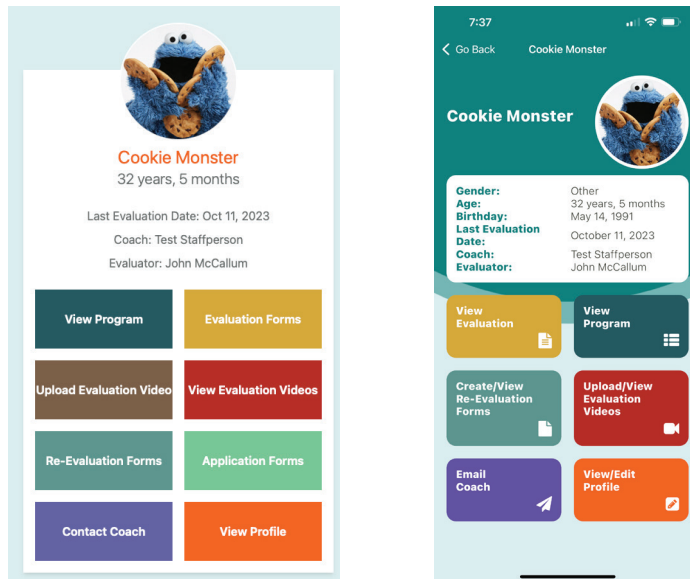 Cookie Monster
32 years, 5 months
Last Evaluation Date: Oct 11, 2023
Coach: Test Staffperson
Evaluator: John McCallum
View Program
Evaluation Forms
Upload Evaluation Video
View Evaluation Videos
Re-Evaluation Forms
Application Forms
Contact Coach
View Profile
7:37
Go Back
Cookie Monster
Cookie Monster
Gender: Other
Age: 32 years, 5 months
Birthday: May 14, 1991
Last Evaluation
Date: October 11, 2023
Coach: Test Staffperson
Evaluator: John McCallum
View
Evaluation
View
Program
Create/View
Re-Evaluation
Forms
Upload/View
Evaluation
Videos
Email
Coach
View/Edit
Profile